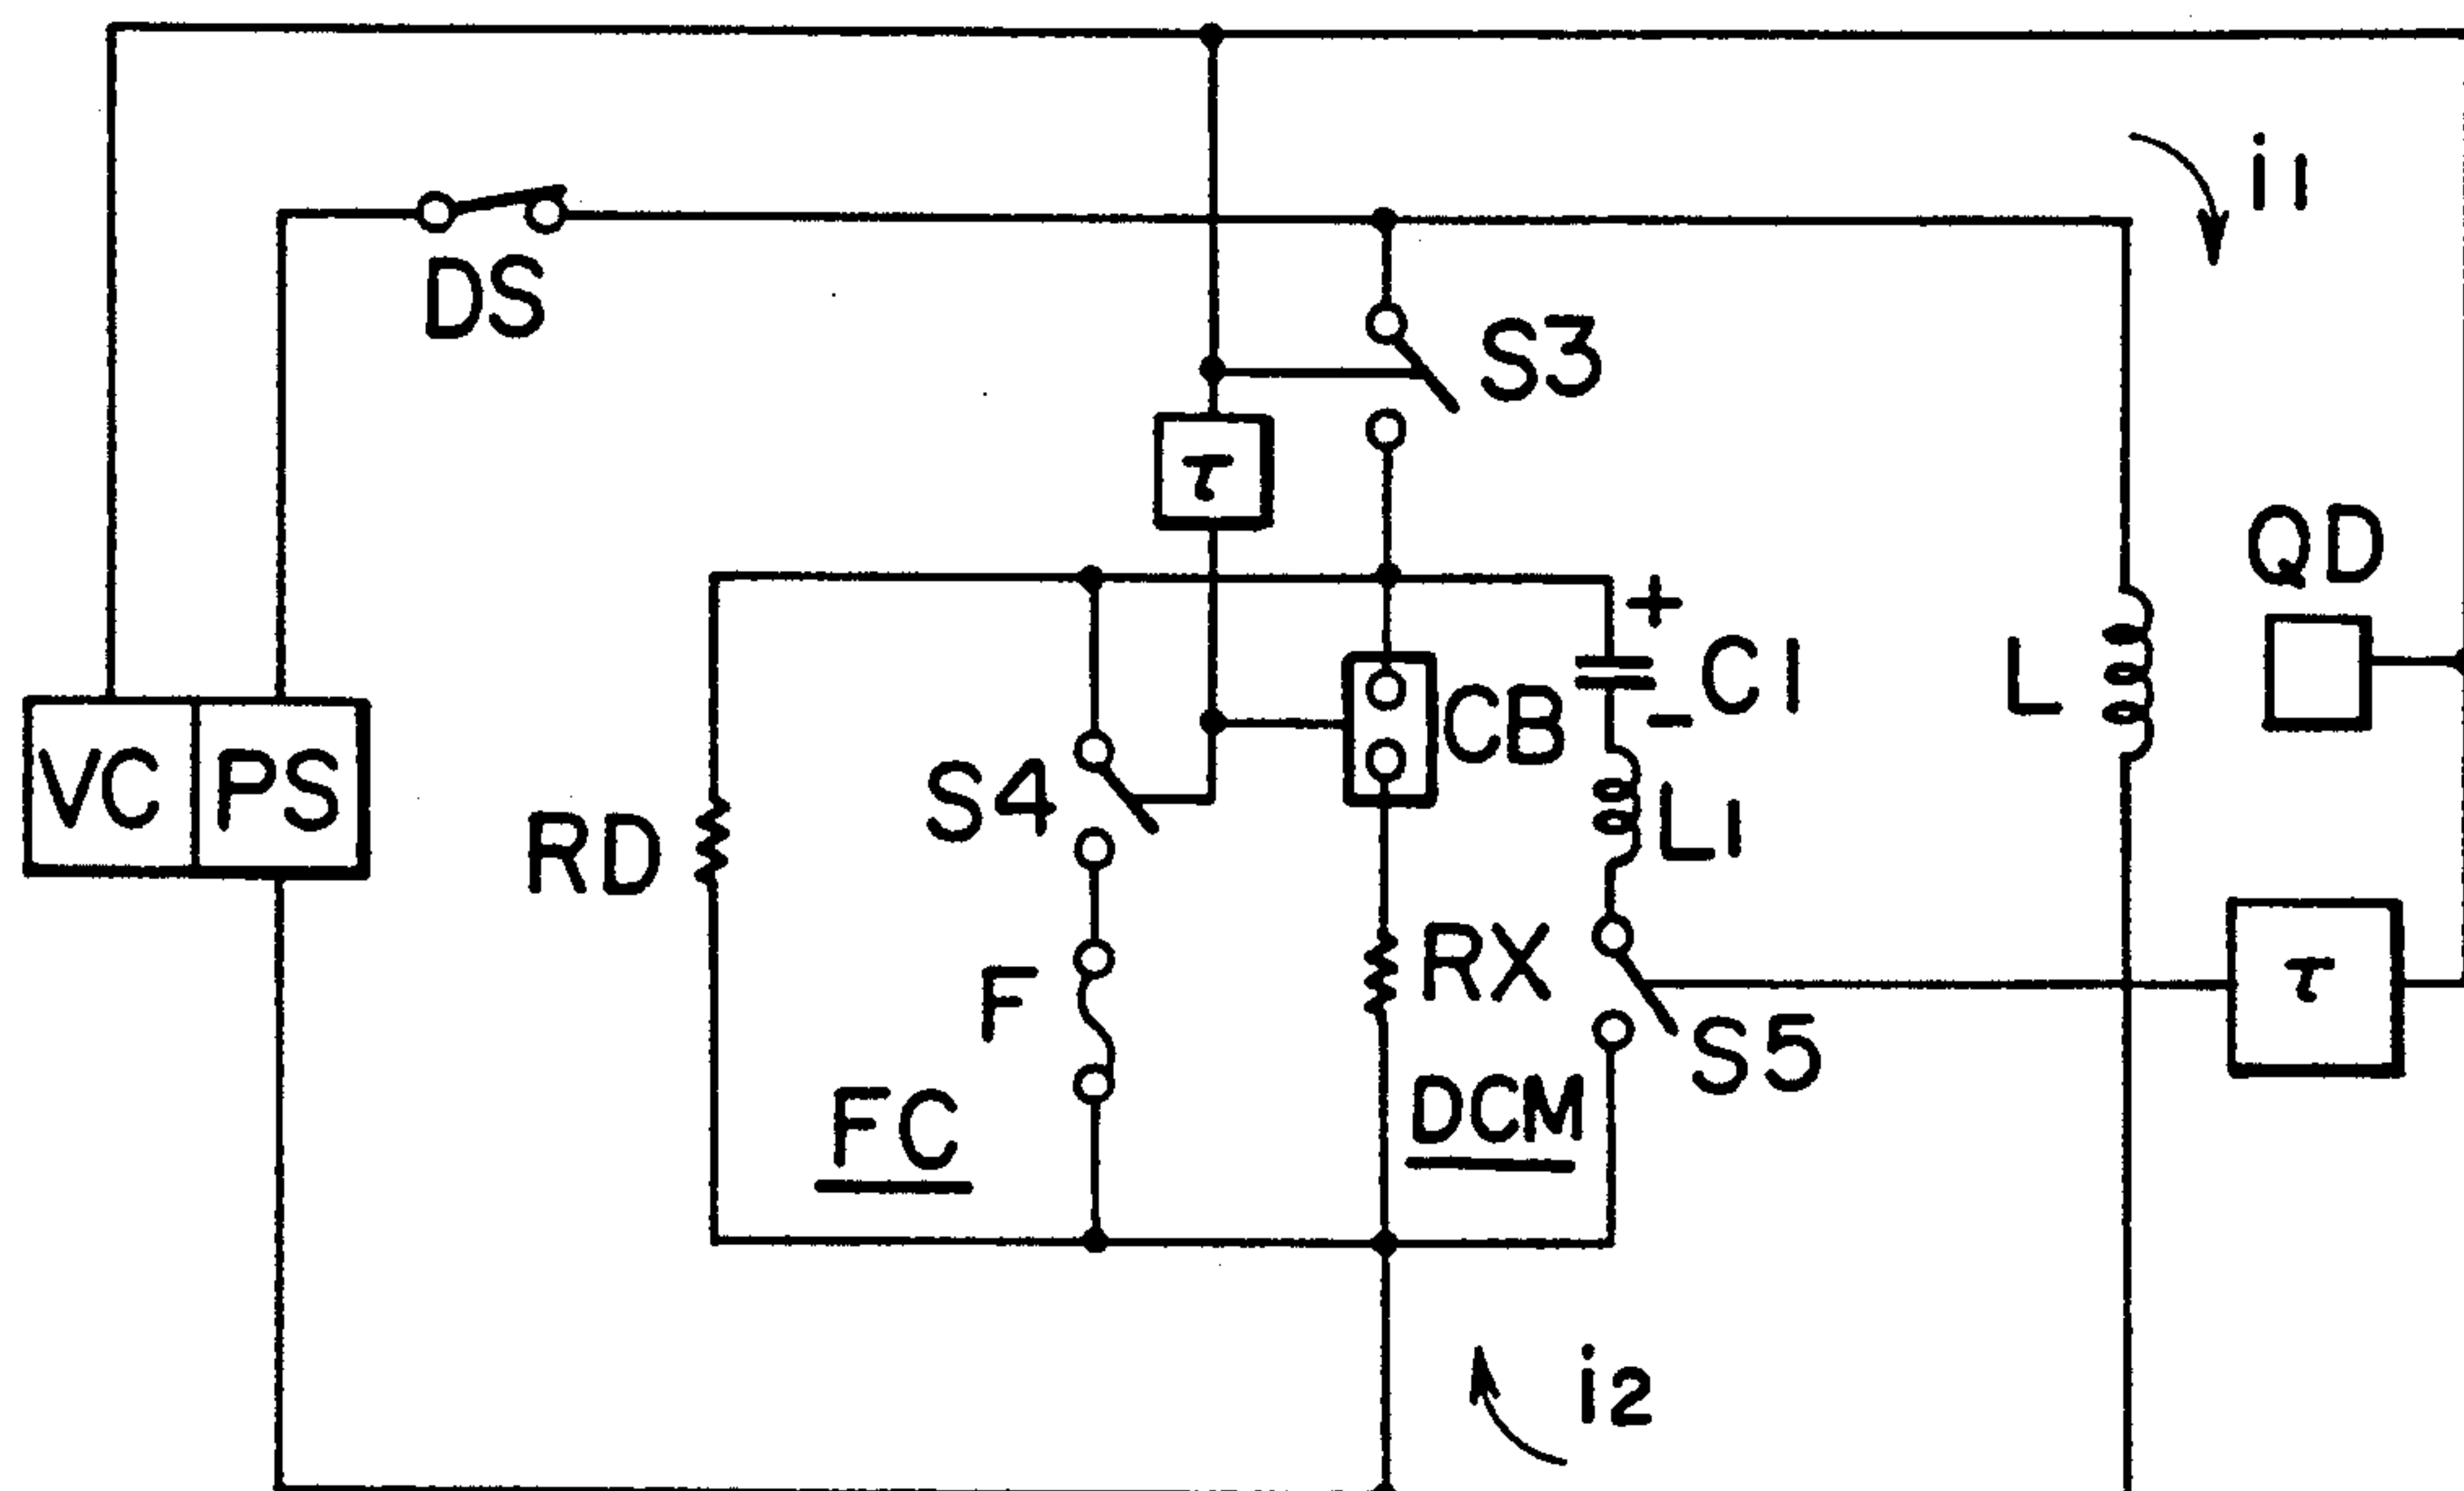 i1
DS
S3
τ
QD
+
C1
-
L
CB
VC
PS
S4
L1
RD
RX
τ
F
S5
FC
DCM
i2